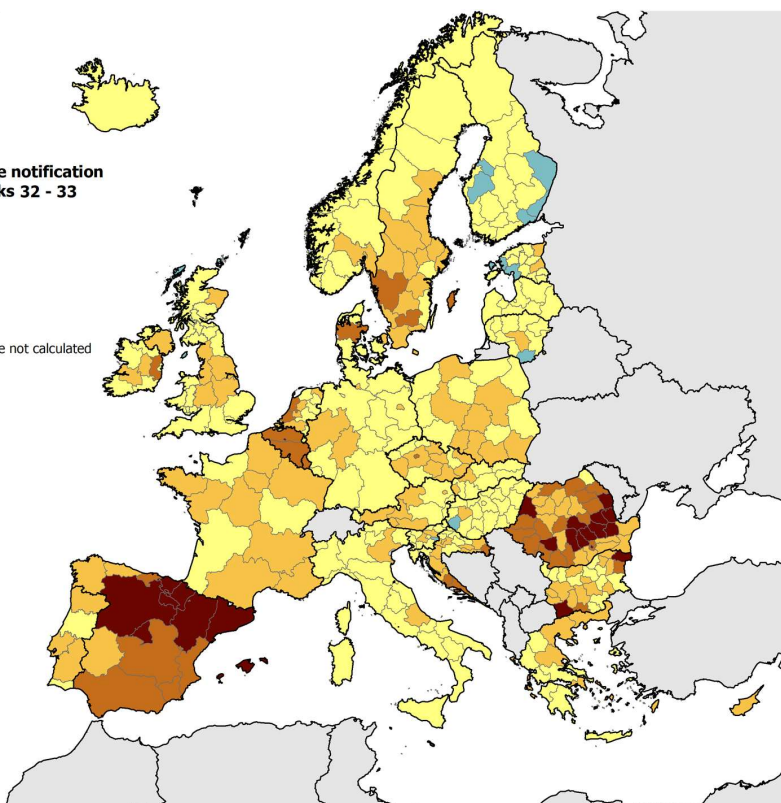 e notification
ks 32 - 33
e not calculated